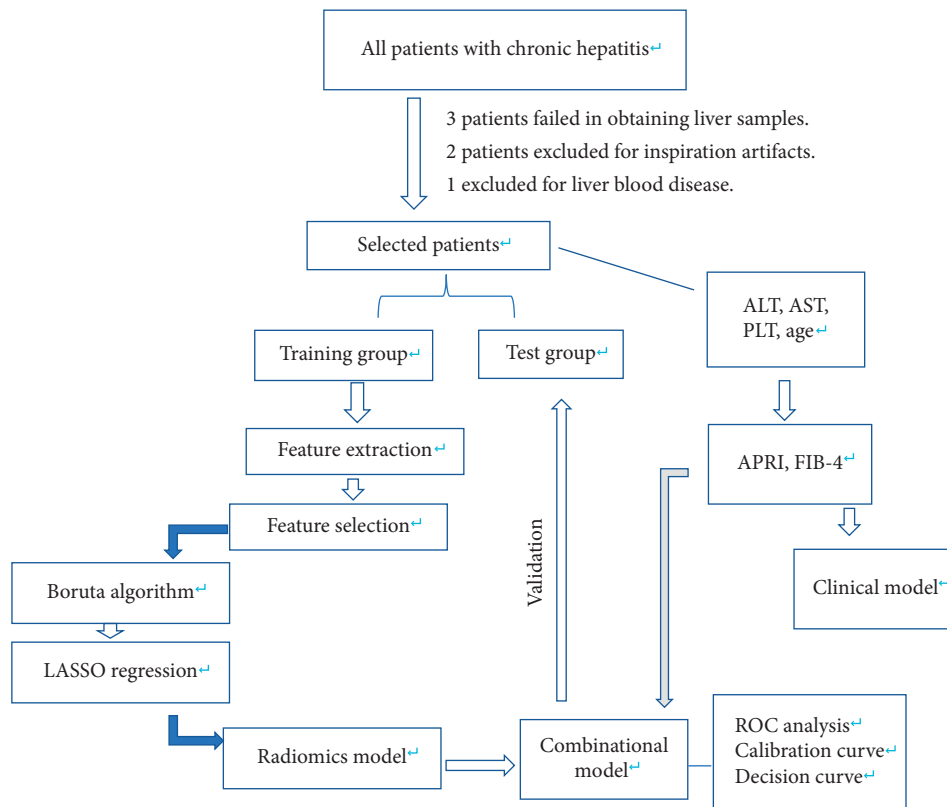 All patients with chronic hepatitis↵
3 patients failed in obtaining liver samples.
2 patients excluded for inspiration artifacts.
1 excluded for liver blood disease.
Selected patients↵
ALT, AST,
PLT, age↵
Training group↵
Test group↵
Feature extraction↵
APRI, FIB-4↵
Feature selection↵
Boruta algorithm↵
Validation
Clinical model↵
LASSO regression↵
Radiomics model↵
Combinational
model↵
ROC analysis↵
Calibration curve↵
Decision curve↵